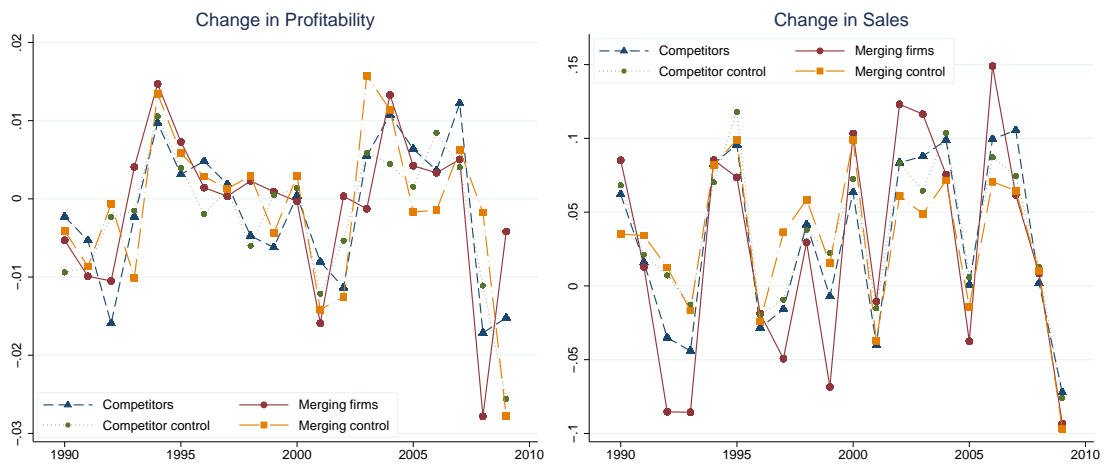 Change in Profitability
.02
.01
0
-.01
-.02
-.03
Competitors
Merging firms
Competitor control
Merging control
1990
1995
2000
2005
2010
Change in Sales
Competitors
Merging firms
Competitor control
Merging control
.15
.1
.05
0
-.05
-.1
1990
1995
2000
2005
2010